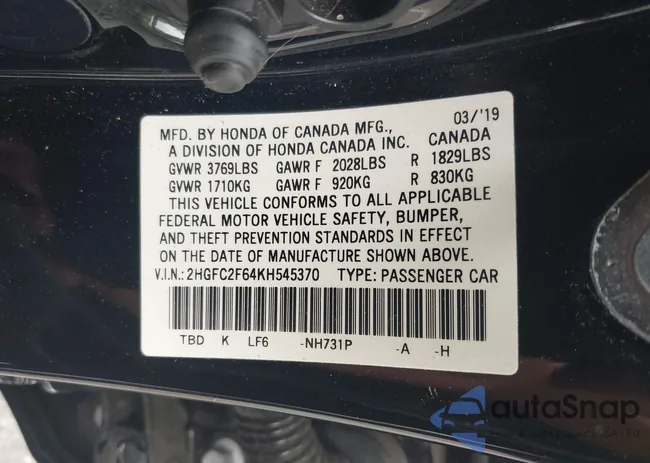 03/'19
MFD. BY HONDA OF CANADA MFG.,
A DIVISION OF HONDA CANADA INC. CANADA
GVWR 3769LBS GAWR F 2028LBS R 1829LBS
GVWR 1710KG GAWR F 920KG R 830KG
THIS VEHICLE CONFORMS TO ALL APPLICABLE
FEDERAL MOTOR VEHICLE SAFETY, BUMPER,
AND THEFT PREVENTION STANDARDS IN EFFECT
ON THE DATE OF MANUFACTURE SHOWN ABOVE.
V.I.N.: 2HGFC2F64KH545370 TYPE: PASSENGER CAR
TBD K LF6 -NH731P -A -H
autoSnap